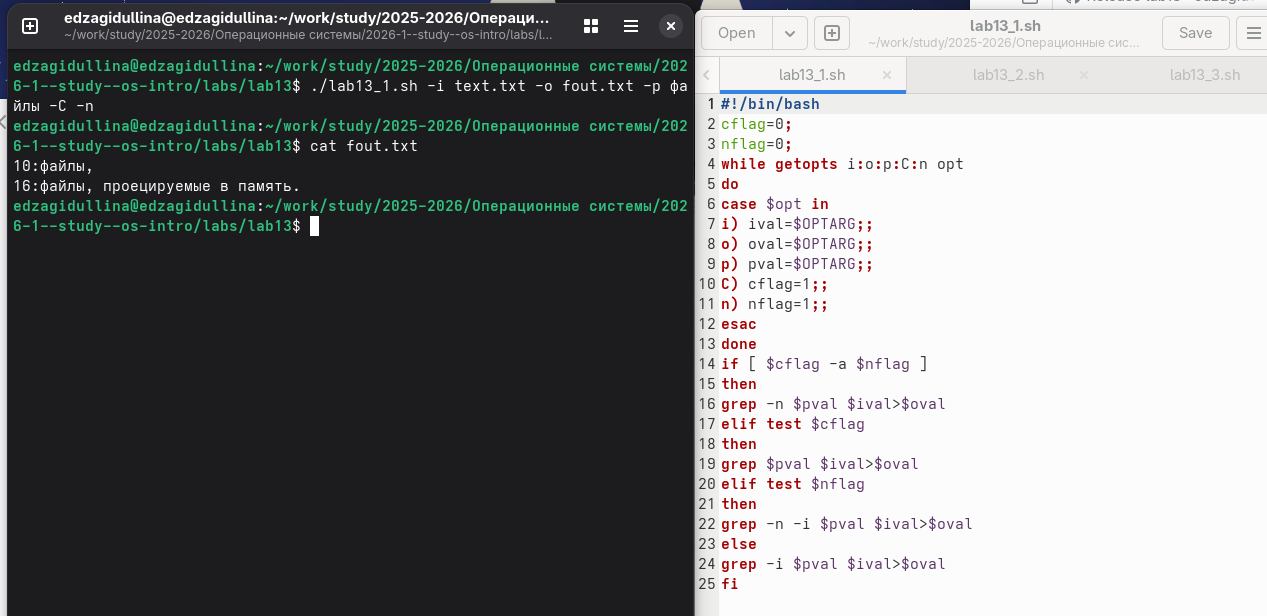 edzagidullina@edzagidullina:~/work/study/2025-2026/Операци...
~/work/study/2025-2026/Операционные системы/2026-1--study--os-intro/labs/l...
edzagidullina@edzagidullina:~/work/study/2025-2026/Операционные системы/202
6-1--study--os-intro/labs/lab13$ ./lab13_1.sh -i text.txt -o fout.txt -p фа
йлы -C -n
edzagidullina@edzagidullina:~/work/study/2025-2026/Операционные системы/202
6-1--study--os-intro/labs/lab13$ cat fout.txt
10:файлы,
16:файлы, проецируемые в память.
edzagidullina@edzagidullina:~/work/study/2025-2026/Операционные системы/202
6-1--study--os-intro/labs/lab13$
Open
lab13_1.sh
~/work/study/2025-2026/Операционные сис...
Save
lab13_1.sh
lab13_2.sh
lab13_3.sh
1 #!/bin/bash
2 cflag=0;
3 nflag=0;
4 while getopts i:o:p:C:n opt
5 do
6 case $opt in
7 i) ival=$OPTARG;;
8 o) oval=$OPTARG;;
9 p) pval=$OPTARG;;
10 C) cflag=1;;
11 n) nflag=1;;
12 esac
13 done
14 if [ $cflag -a $nflag ]
15 then
16 grep -n $pval $ival>$oval
17 elif test $cflag
18 then
19 grep $pval $ival>$oval
20 elif test $nflag
21 then
22 grep -n -i $pval $ival>$oval
23 else
24 grep -i $pval $ival>$oval
25 fi